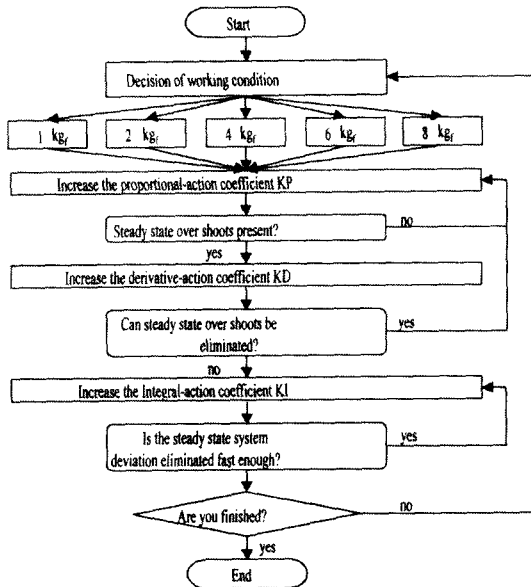 Start
Decision of working condition
1 kgf
2 kgf
4 kgf
6 kgf
8 kgf
Increase the proportional-action coefficient KP
Steady state over shoots present?
no
yes
Increase the derivative-action coefficient KD
Can steady state over shoots be
eliminated?
yes
no
Increase the Integral-action coefficient KI
Is the steady state system
deviation eliminated fast enough?
yes
Are you finished?
no
yes
End